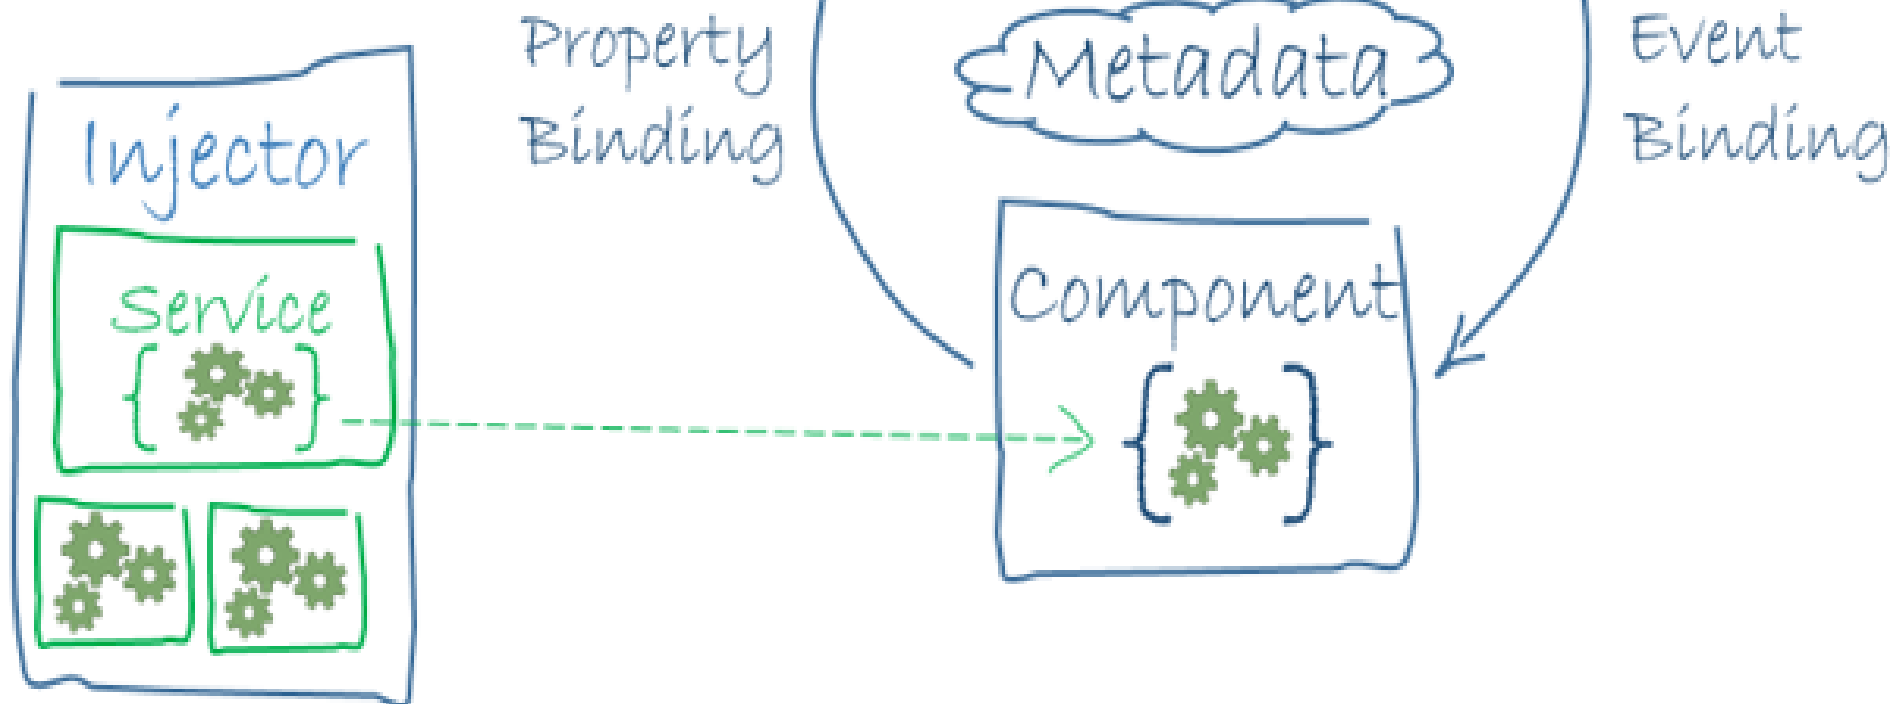 Property
Binding
Metadata
Event
Binding
Injector
Service
{ }
Component
{ }